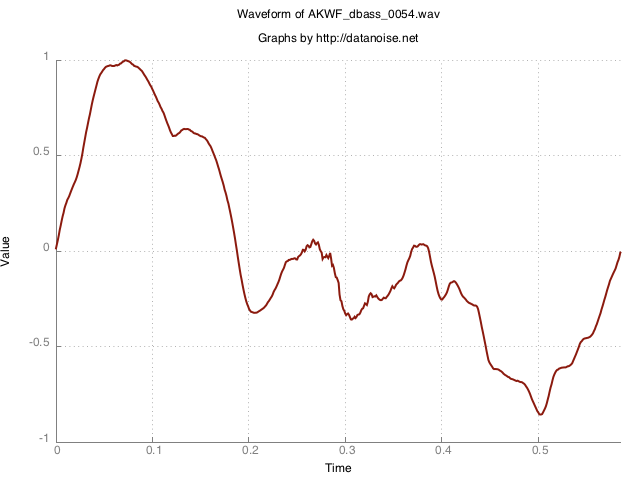 Waveform of AKWF_dbass_0054.wav
Graphs by http://datanoise.net
1
0.5
0
-0.5
-1
Value
0 0.1 0.2 0.3 0.4 0.5
Time